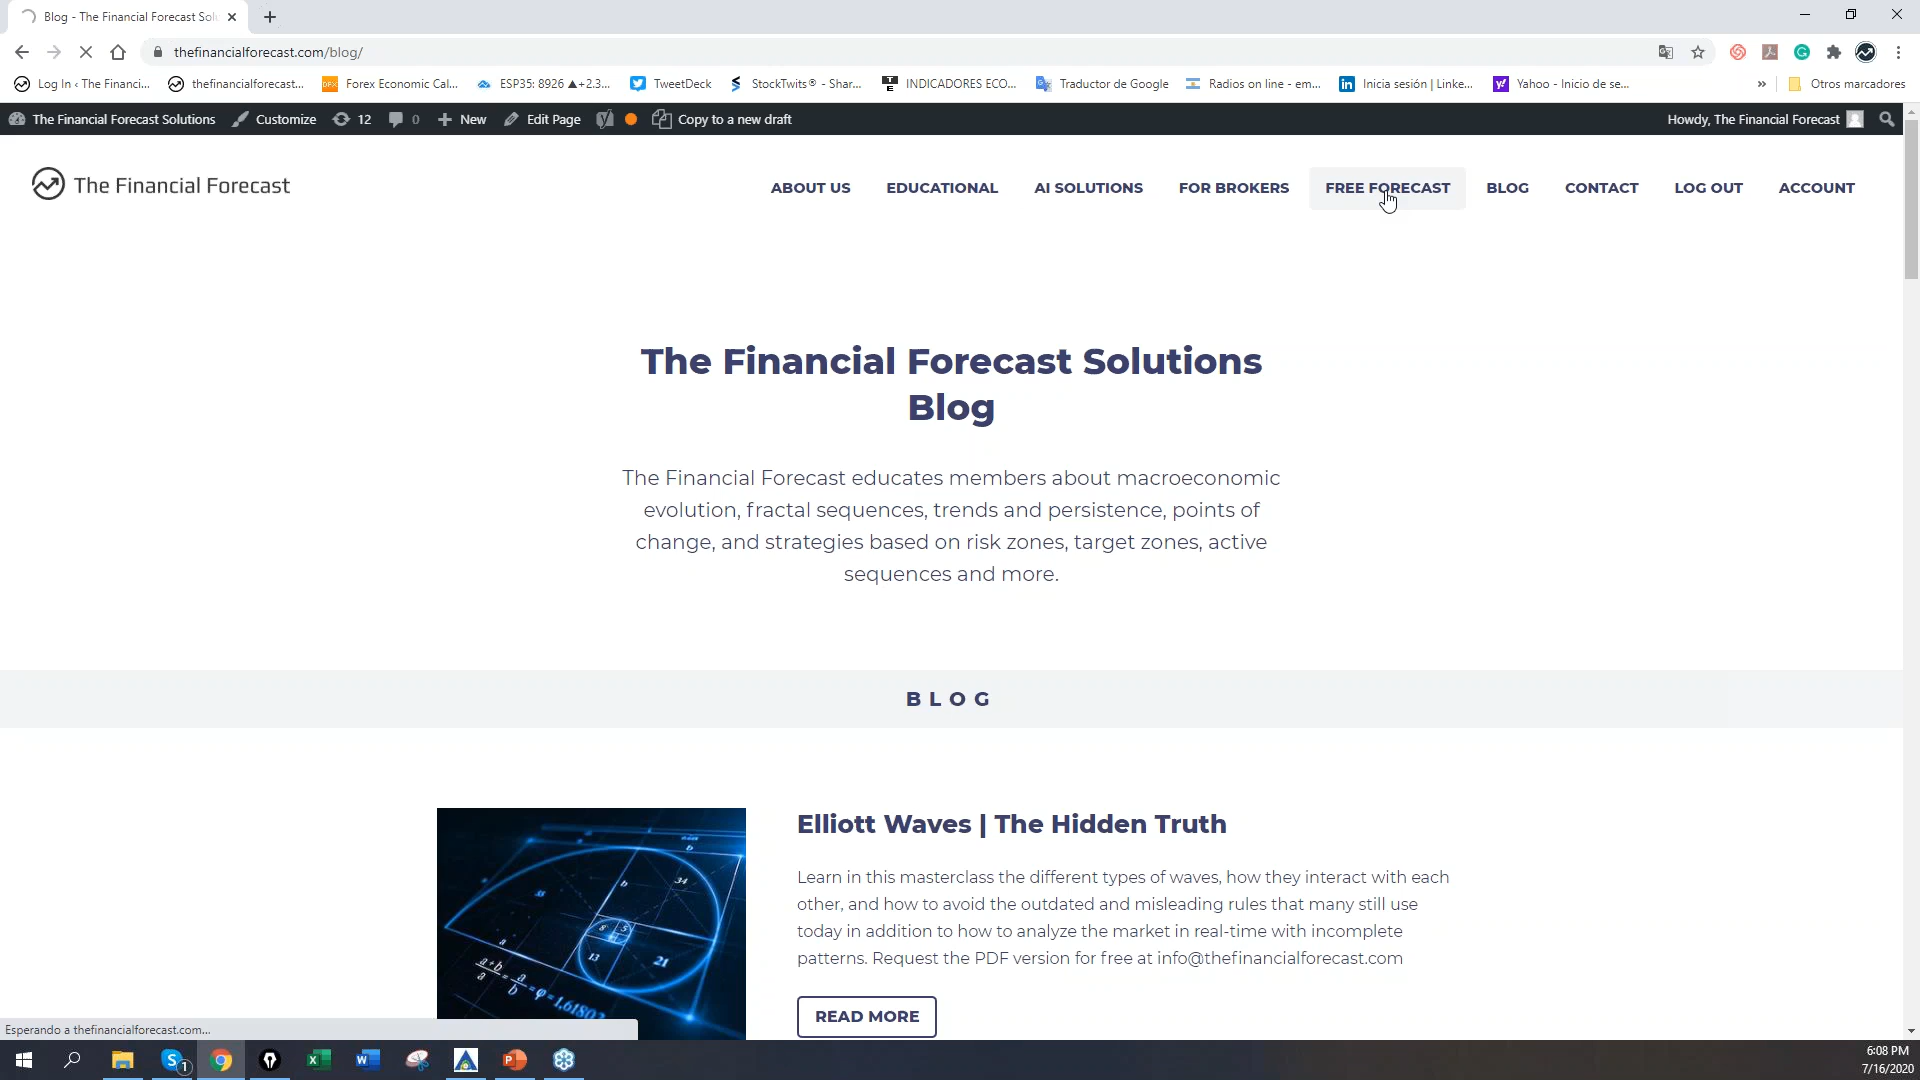 Blog - The Financial Forecast Sol
thefinancialforecast.com/blog/
Log In ‹ The Financi...
thefinancialforecast...
Forex Economic Cal...
ESP35: 8926 ▲+2.3...
TweetDeck
StockTwits® - Shar...
INDICADORES ECO...
Traductor de Google
Radios on line - em...
Inicia sesión | Linke...
Yahoo - Inicio de se...
»
Otros marcadores
The Financial Forecast Solutions
Customize
12
0
New
Edit Page
Copy to a new draft
Howdy, The Financial Forecast
The Financial Forecast
ABOUT US
EDUCATIONAL
AI SOLUTIONS
FOR BROKERS
FREE FORECAST
BLOG
CONTACT
LOG OUT
ACCOUNT
The Financial Forecast Solutions
Blog
The Financial Forecast educates members about macroeconomic
evolution, fractal sequences, trends and persistence, points of
change, and strategies based on risk zones, target zones, active
sequences and more.
BLOG
Elliott Waves | The Hidden Truth
Learn in this masterclass the different types of waves, how they interact with each
other, and how to avoid the outdated and misleading rules that many still use
today in addition to how to analyze the market in real-time with incomplete
patterns. Request the PDF version for free at info@thefinancialforecast.com
READ MORE
b
34
b
8
5
13
21
a
a+b/a = a/b = φ = 1,61803
Esperando a thefinancialforecast.com...
1
6:08 PM
7/16/2020